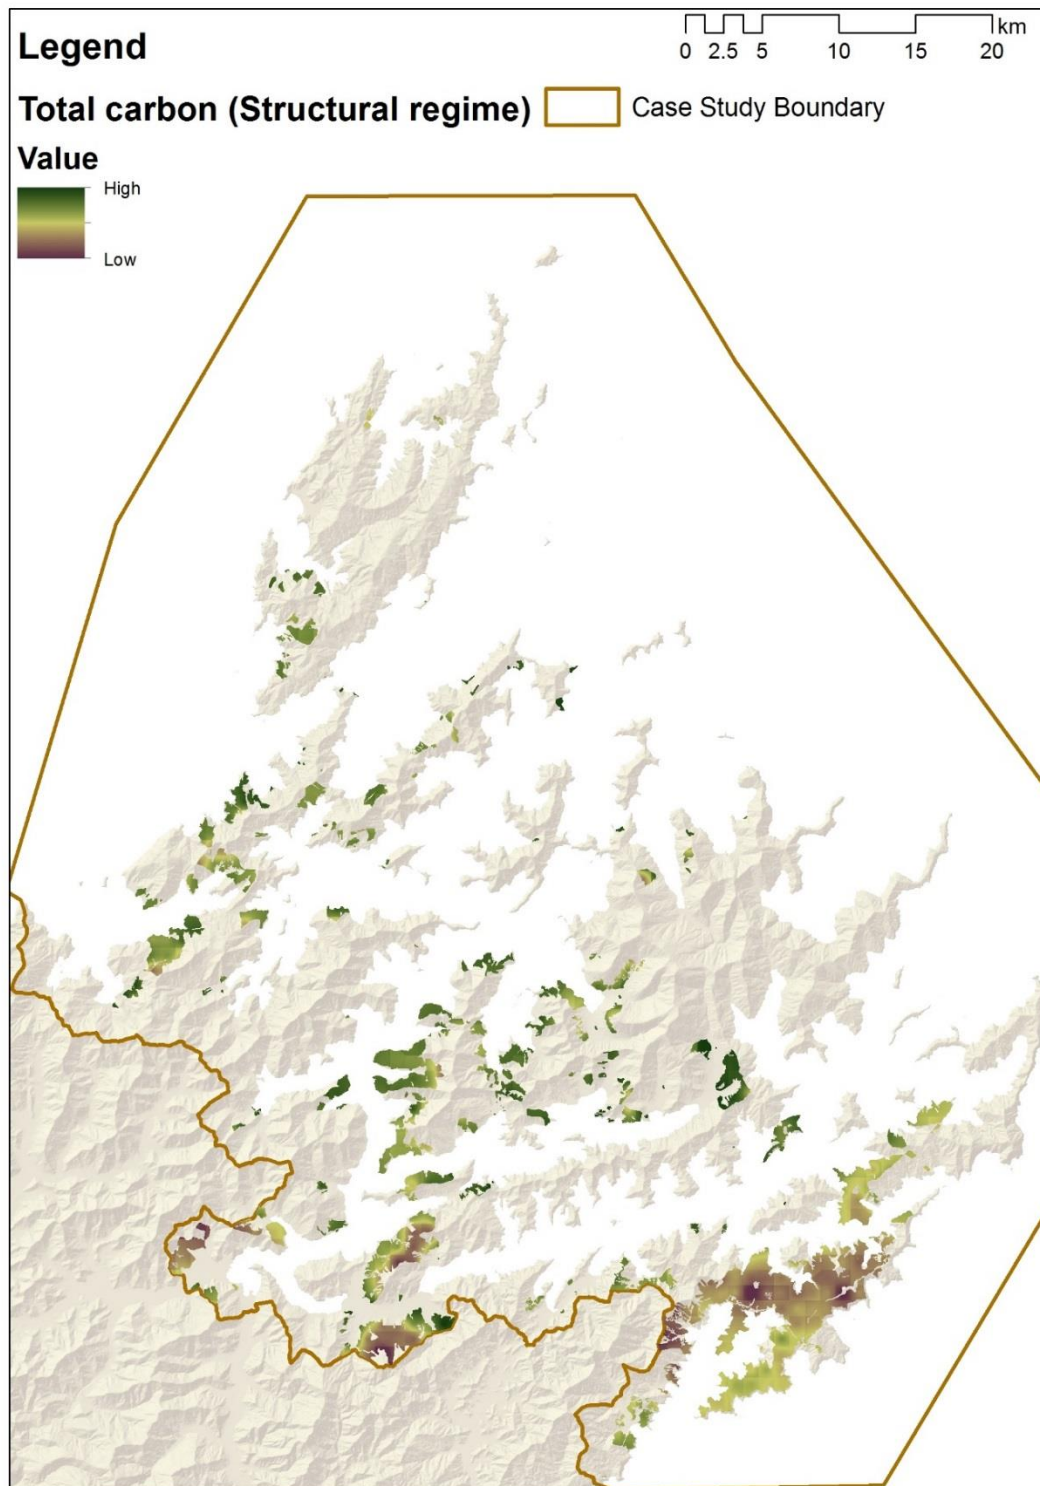 Legend
km
0 2.5 5 10 15 20
Total carbon (Structural regime) Case Study Boundary
Value
High
Low